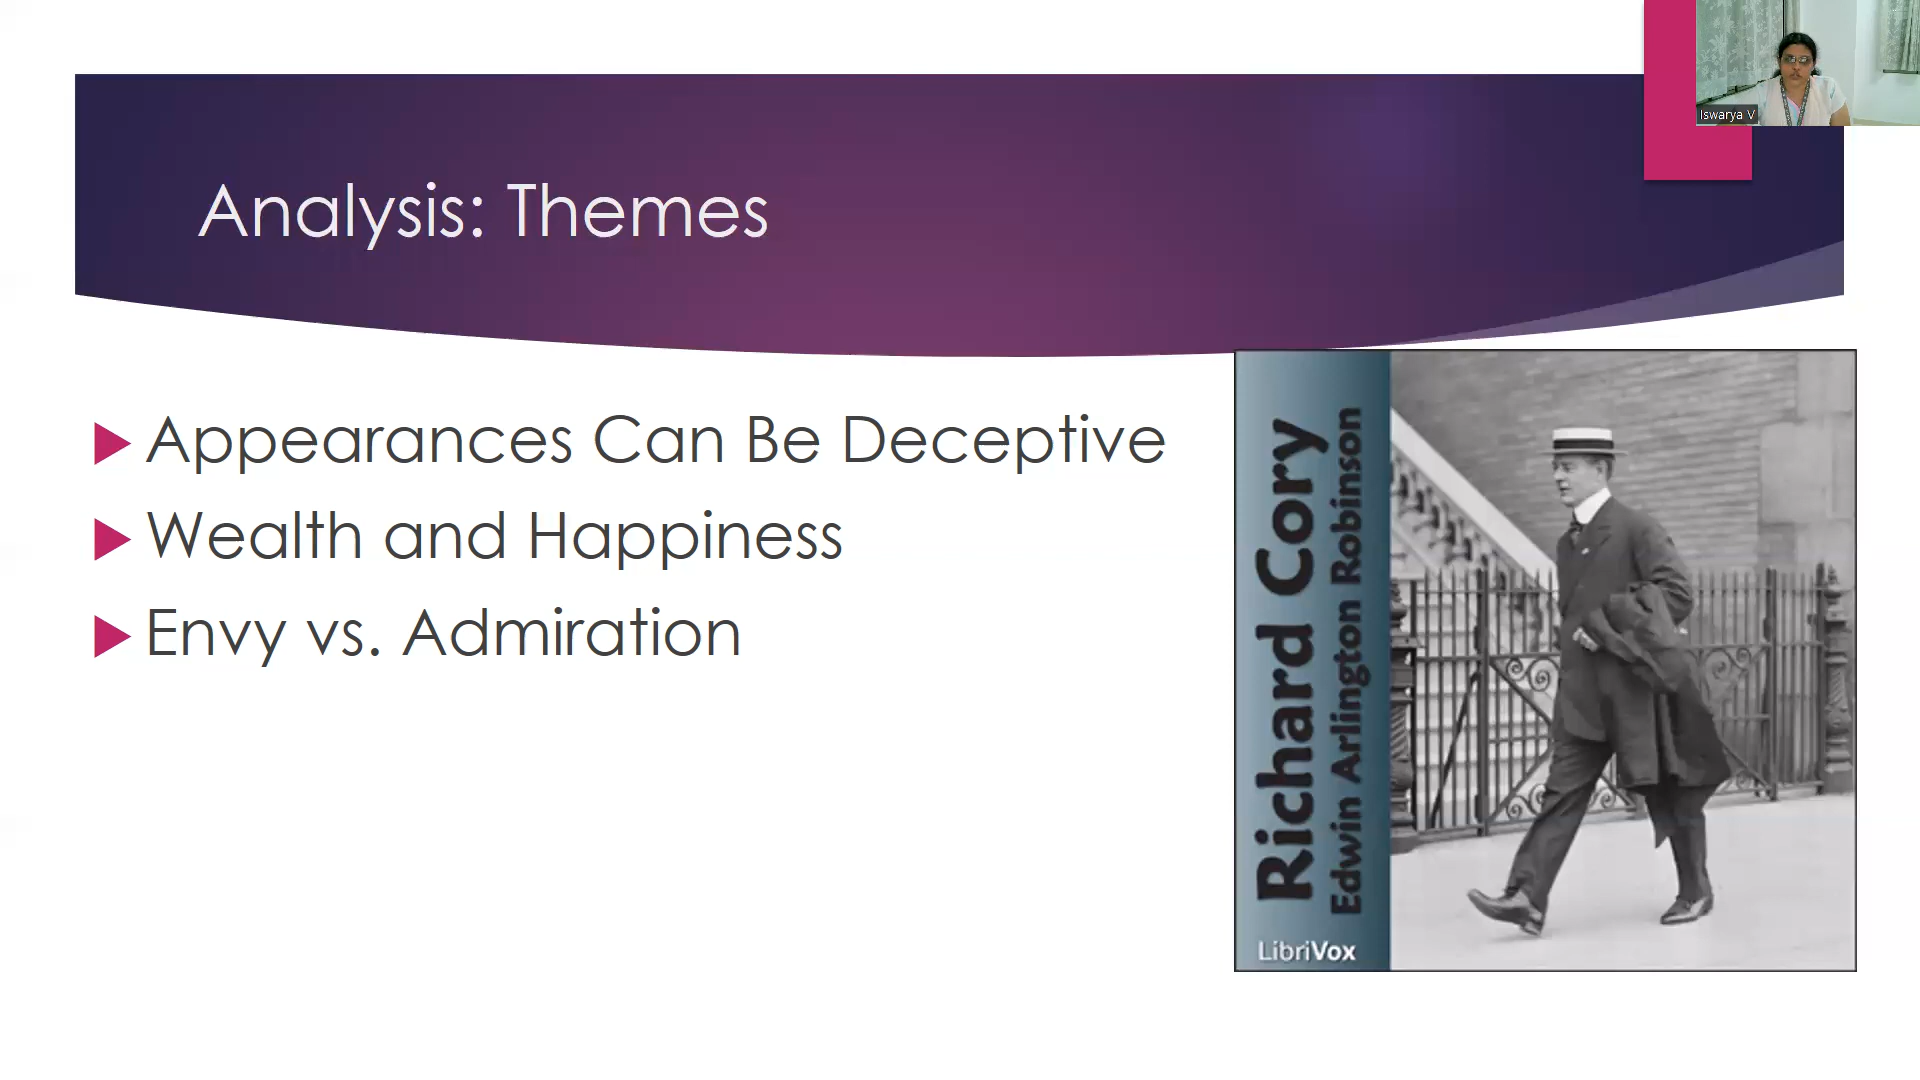 Iswarya V
Analysis: Themes
Appearances Can Be Deceptive
Wealth and Happiness
Envy vs. Admiration
Richard Cory
Edwin Arlington Robinson
LibriVox